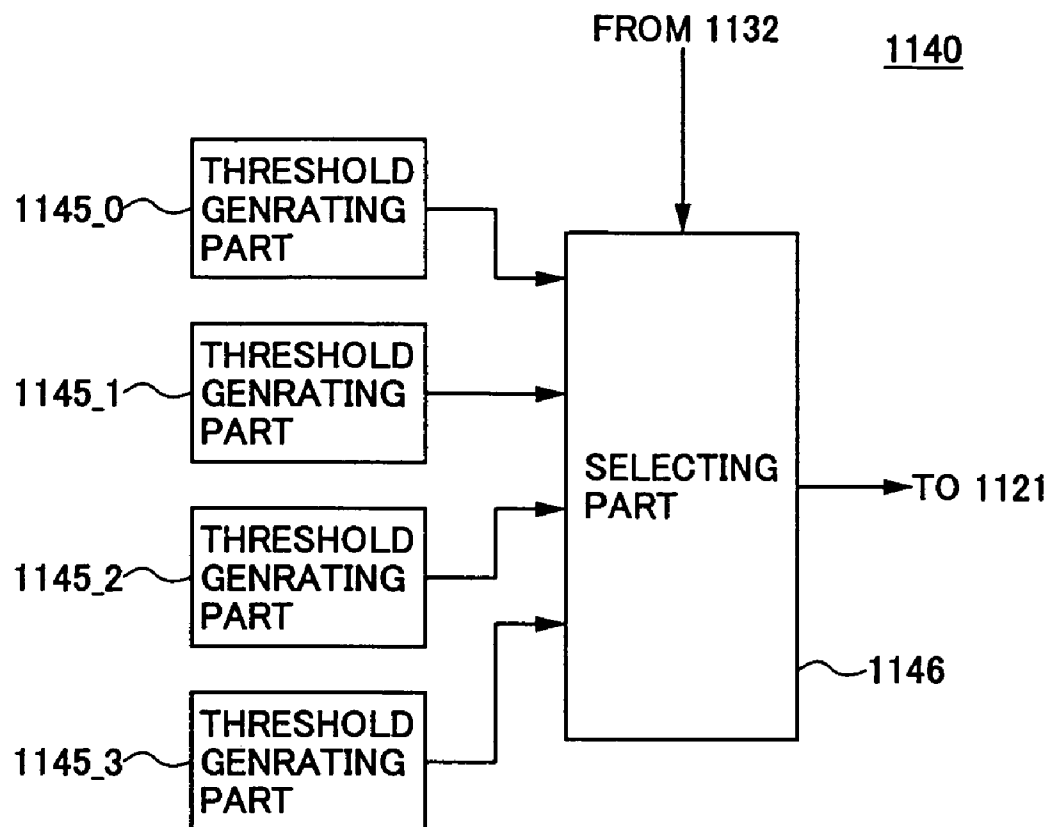 FROM 1132
1140
THRESHOLD
GENRATING
PART
1145_0
THRESHOLD
GENRATING
PART
1145_1
SELECTING
PART
TO 1121
THRESHOLD
GENRATING
PART
1145_2
1146
THRESHOLD
GENRATING
PART
1145_3